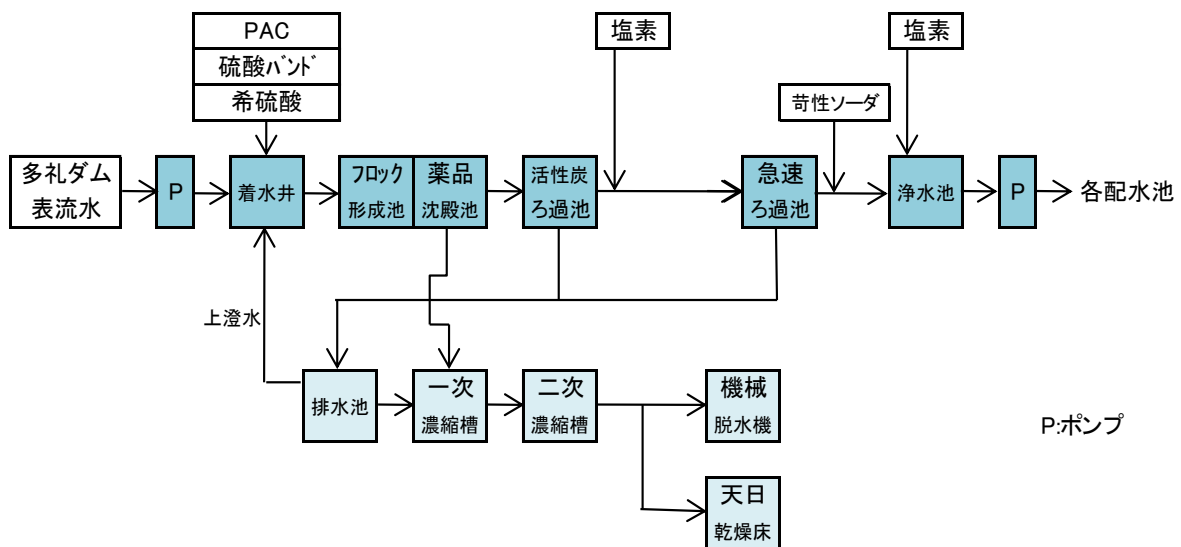 PAC
硫酸ﾊﾞﾝﾄﾞ
希硫酸
塩素
塩素
苛性ソーダ
多礼ダム
表流水
P
着水井
フロック
形成池
薬品
沈殿池
活性炭
ろ過池
急速
ろ過池
浄水池
P
各配水池
上澄水
排水池
一次
濃縮槽
二次
濃縮槽
機械
脱水機
P:ポンプ
天日
乾燥床